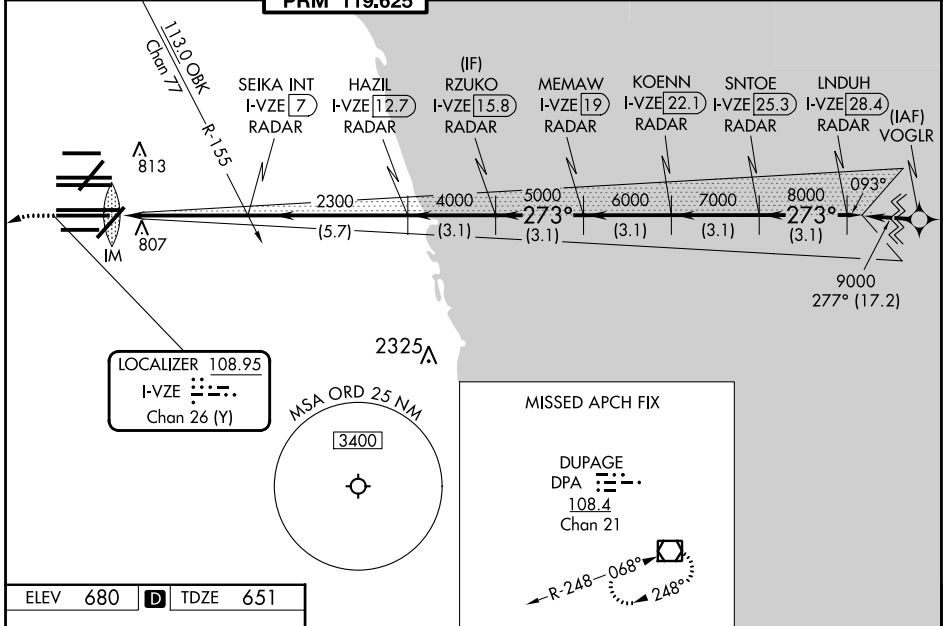 PRM 119.625
113.0 OBK
Chan 77
R-155
SEIKA INT
I-VZE 7
RADAR
HAZIL
I-VZE 12.7
RADAR
(IF)
RZUKO
I-VZE 15.8
RADAR
MEMAW
I-VZE 19
RADAR
KOENN
I-VZE 22.1
RADAR
SNTOE
I-VZE 25.3
RADAR
LNDUH
I-VZE 28.4
RADAR
(IAF)
VOGLR
813
807
IM
2300 4000 5000 6000 7000 8000 093°
273° 273°
(5.7) (3.1) (3.1) (3.1) (3.1) (3.1)
9000
277° (17.2)
2325
LOCALIZER 108.95
I-VZE
Chan 26 (Y)
MSA ORD 25 NM
3400
MISSED APCH FIX
DUPAGE
DPA
108.4
Chan 21
R-248 068°
248°
ELEV 680 D TDZE 651